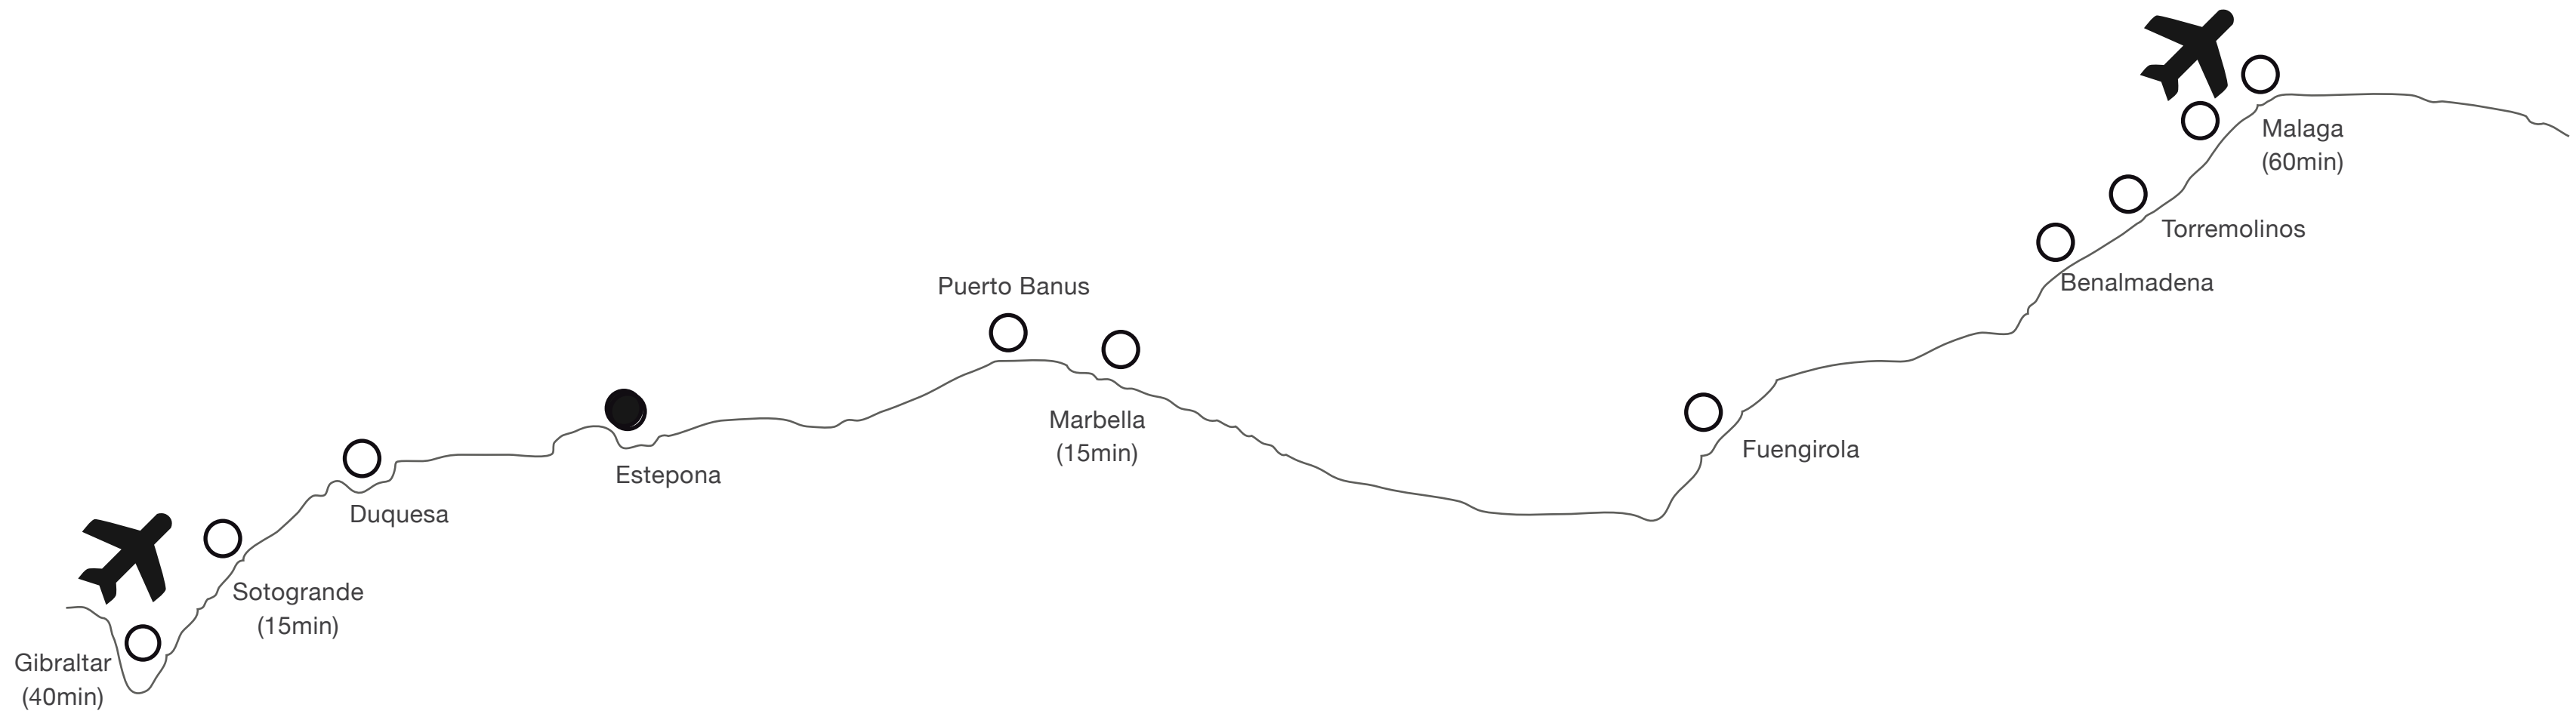 Malaga
(60min)
Torremolinos
Benalmadena
Puerto Banus
Marbella
(15min)
Fuengirola
Estepona
Duquesa
Sotogrande
(15min)
Gibraltar
(40min)